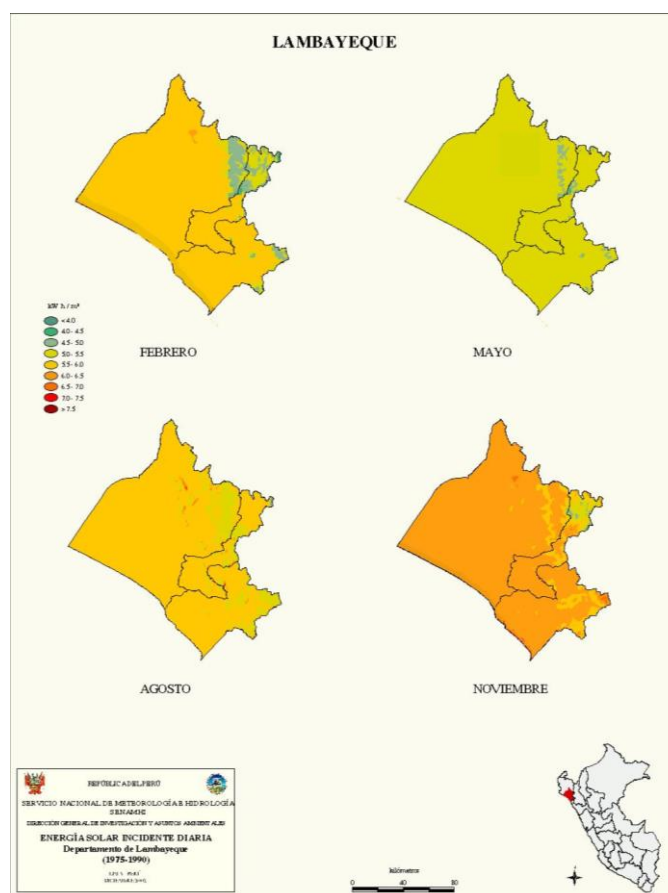 LAMBAYEQUE
FEBRERO
MAYO
kW h / m²
< 4.0
4.0- 4.5
4.5- 5.0
5.0- 5.5
5.5- 6.0
6.0- 6.5
6.5- 7.0
7.0- 7.5
> 7.5
AGOSTO
NOVIEMBRE
REPÚBLICA DEL PERÚ
SERVICIO NACIONAL DE METEOROLOGÍA E HIDROLOGÍA
SENAMHI
DIRECCIÓN GENERAL DE INVESTIGACIÓN Y ASUNTOS AMBIENTALES
ENERGÍA SOLAR INCIDENTE DIARIA
Departamento de Lambayeque
(1975-1990)
kilómetros
0 40 80